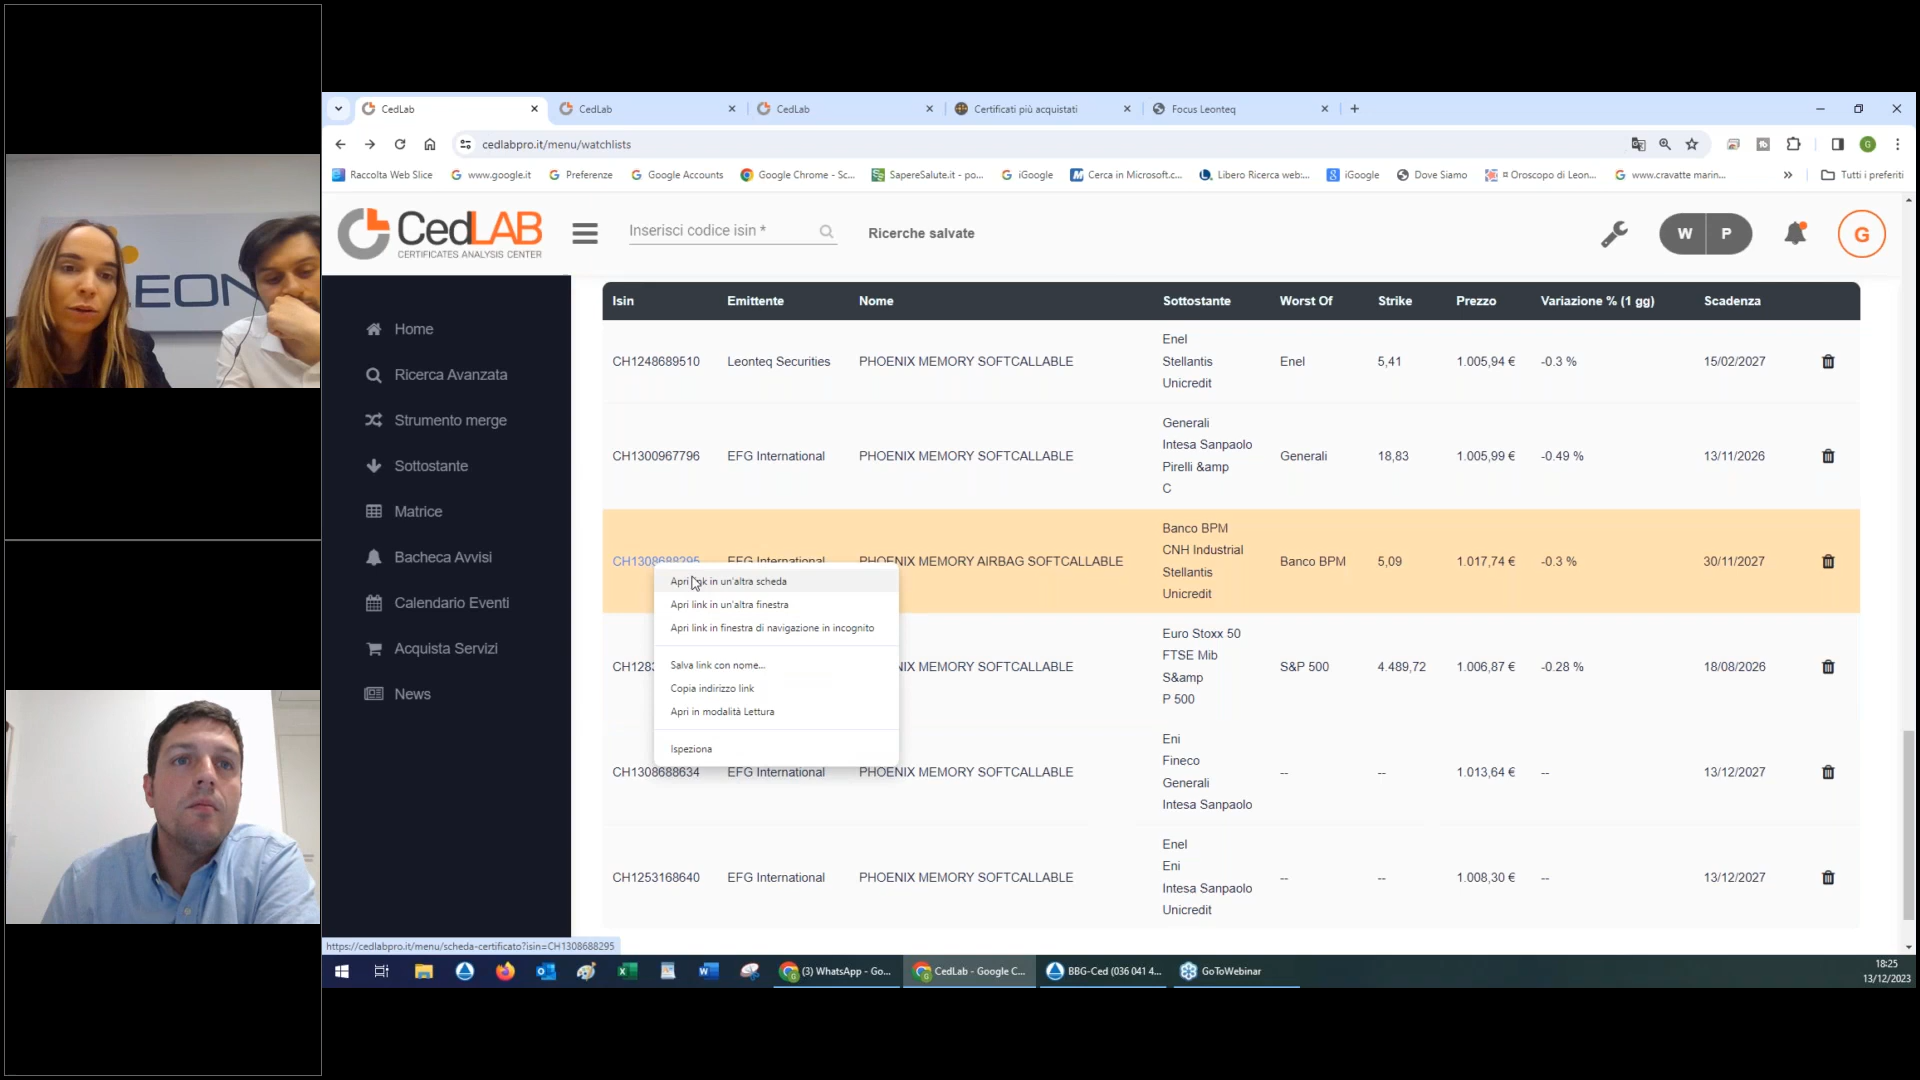 LEON
CedLab
CedLab
CedLab
Certificati più acquistati
Focus Leonteq
cedlabpro.it/menu/watchlists
G
Raccolta Web Slice
www.google.it
Preferenze
Google Accounts
Google Chrome - Sc...
SapereSalute.it - po...
iGoogle
Cerca in Microsoft.c...
Libero Ricerca web:...
iGoogle
Dove Siamo
¤ Oroscopo di Leon...
www.cravatte marin...
»
Tutti i preferiti
CedLAB
CERTIFICATES ANALYSIS CENTER
Inserisci codice isin *
Ricerche salvate
W P
G
Home
Ricerca Avanzata
Strumento merge
Sottostante
Matrice
Bacheca Avvisi
Calendario Eventi
Acquista Servizi
News
Isin Emittente Nome Sottostante Worst Of Strike Prezzo Variazione % (1 gg) Scadenza
Enel
CH1248689510 Leonteq Securities PHOENIX MEMORY SOFTCALLABLE Stellantis Enel 5,41 1.005,94 € -0.3 % 15/02/2027
Unicredit
Generali
Intesa Sanpaolo
CH1300967796 EFG International PHOENIX MEMORY SOFTCALLABLE Generali 18,83 1.005,99 € -0.49 % 13/11/2026
Pirelli &amp
C
Banco BPM
CNH Industrial
CH1308688295 EFG International PHOENIX MEMORY AIRBAG SOFTCALLABLE Banco BPM 5,09 1.017,74 € -0.3 % 30/11/2027
Stellantis
Unicredit
Apri link in un'altra scheda
Apri link in un'altra finestra
Apri link in finestra di navigazione in incognito
Salva link con nome...
Copia indirizzo link
Apri in modalità Lettura
Ispeziona
Euro Stoxx 50
FTSE Mib
CH128 NIX MEMORY SOFTCALLABLE S&P 500 4.489,72 1.006,87 € -0.28 % 18/08/2026
S&amp
P 500
Eni
Fineco
CH1308688634 EFG International PHOENIX MEMORY SOFTCALLABLE -- -- 1.013,64 € -- 13/12/2027
Generali
Intesa Sanpaolo
Enel
Eni
CH1253168640 EFG International PHOENIX MEMORY SOFTCALLABLE -- -- 1.008,30 € -- 13/12/2027
Intesa Sanpaolo
Unicredit
https://cedlabpro.it/menu/scheda-certificato?isin=CH1308688295
(3) WhatsApp - Go...
CedLab - Google C...
BBG-Ced (036 041 4...
GoToWebinar
18:25
13/12/2023